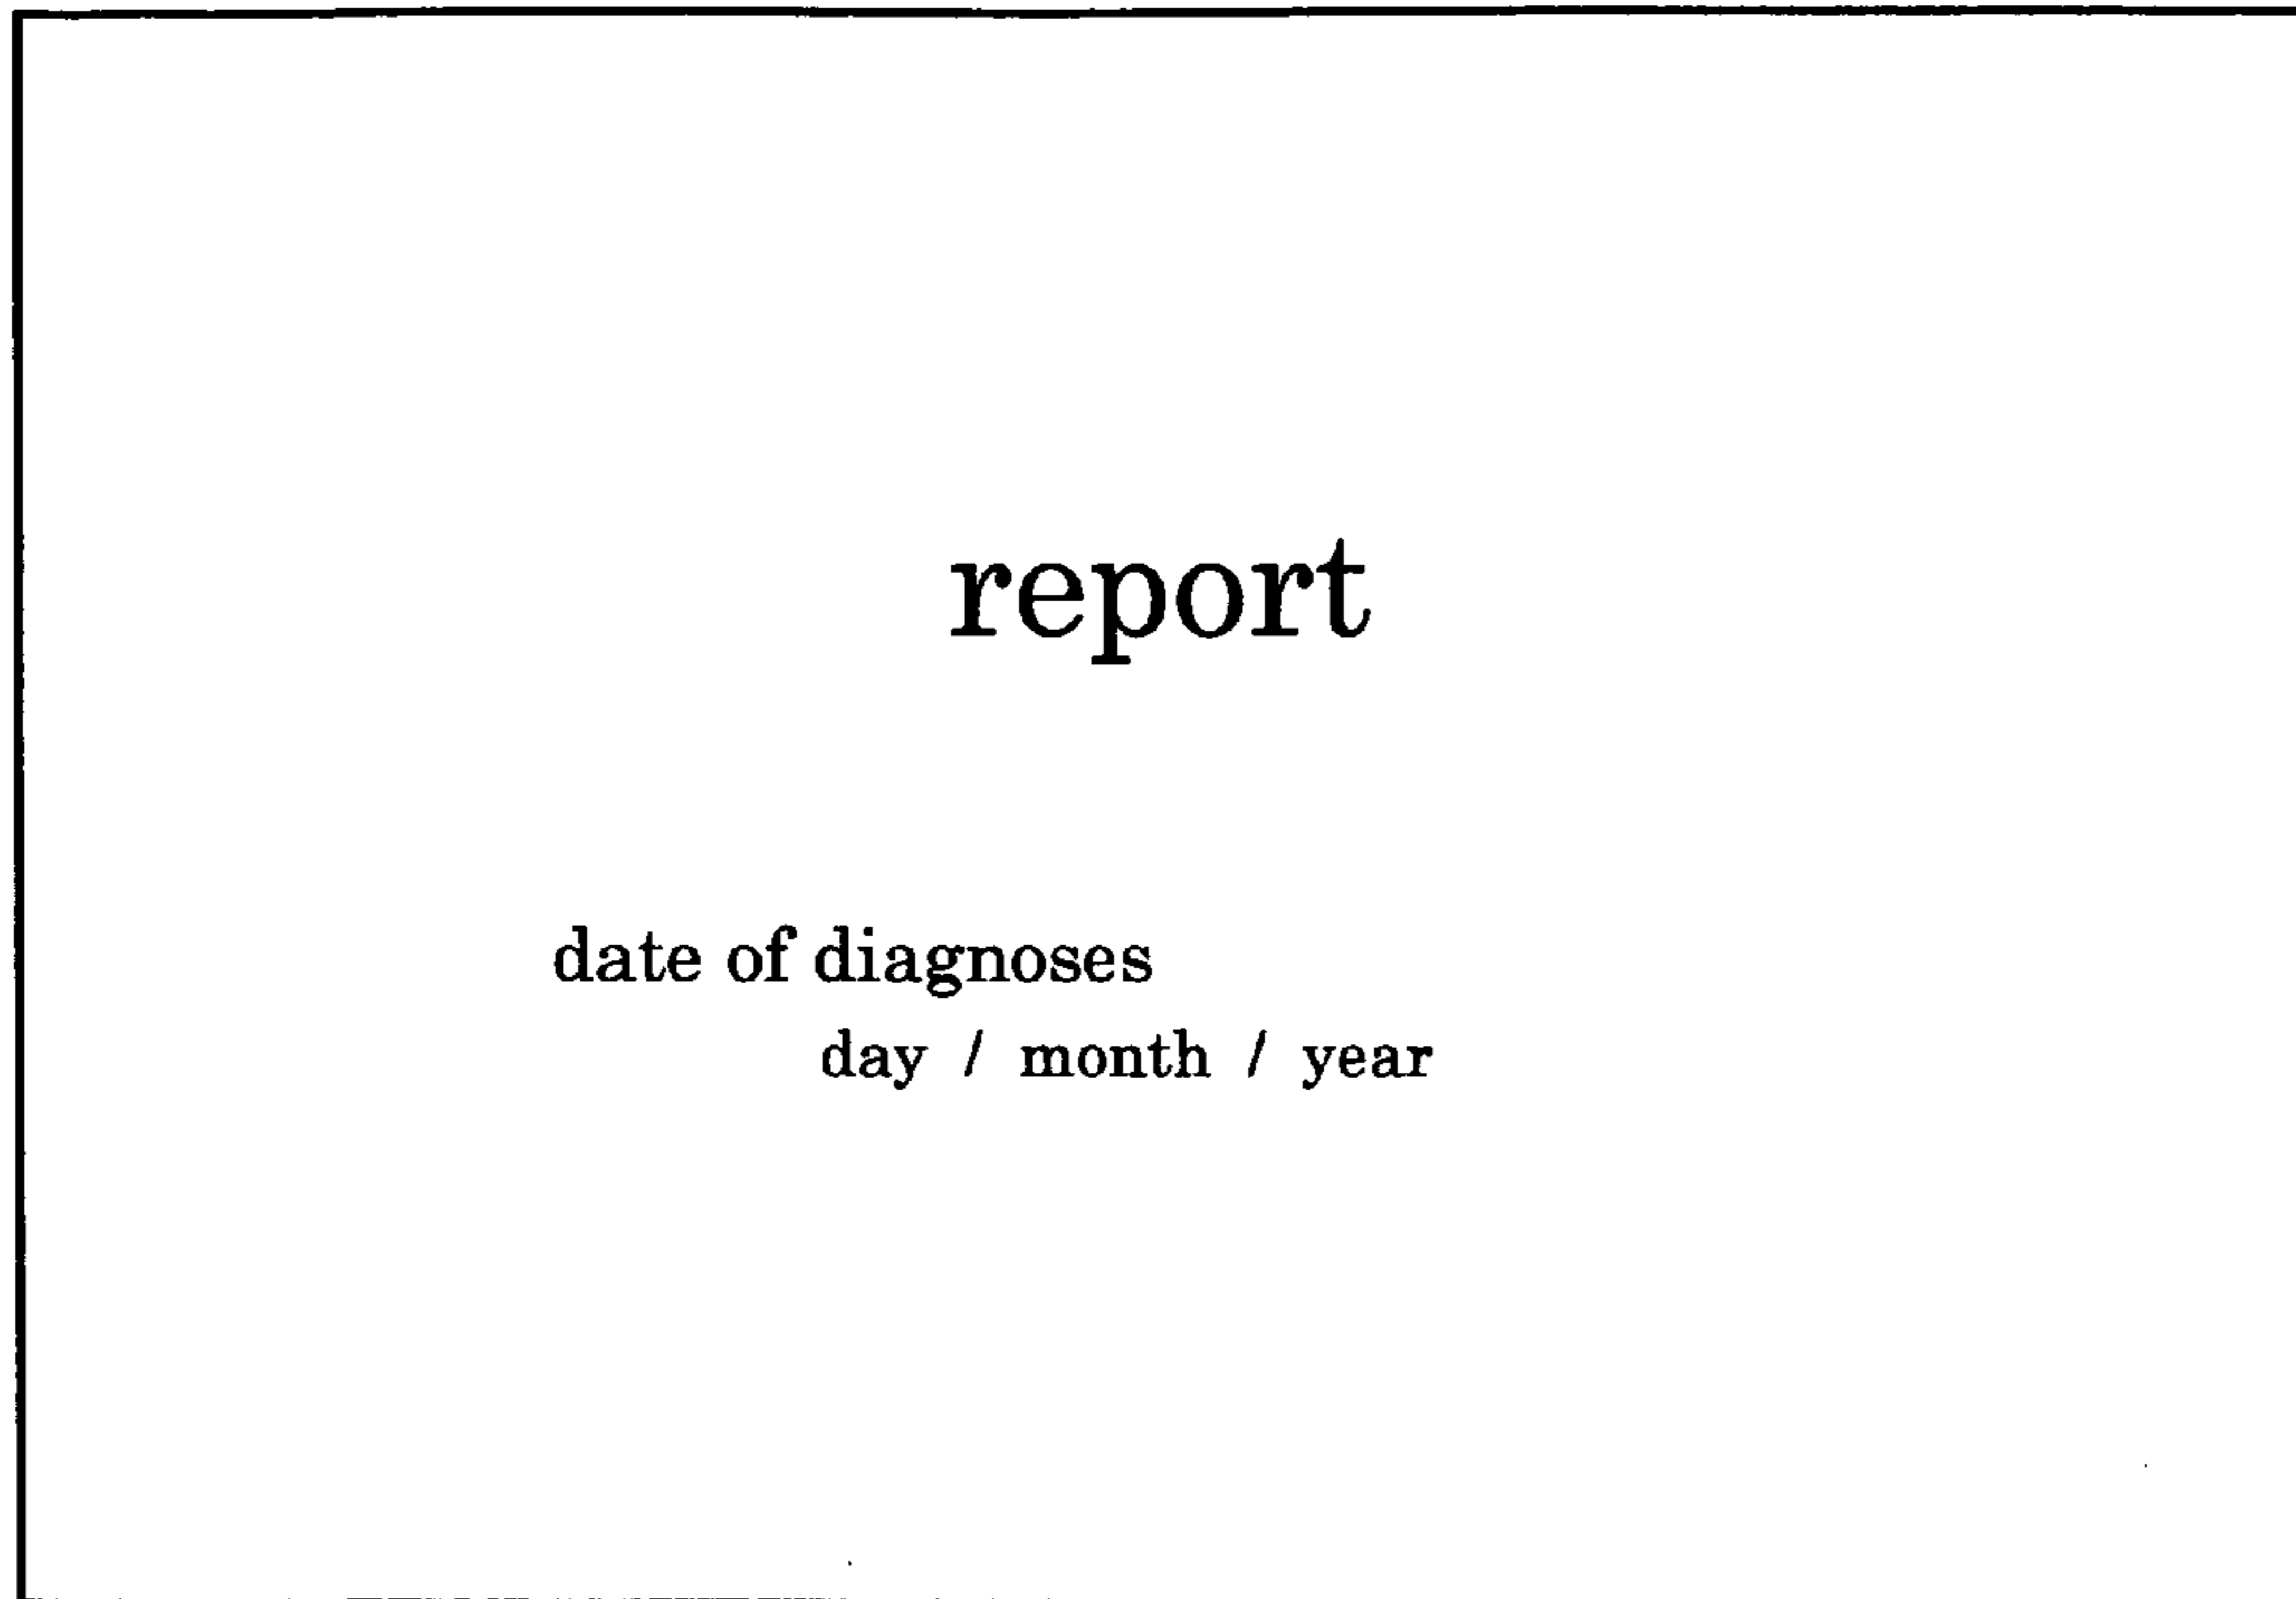 report
date of diagnoses
day / month / year